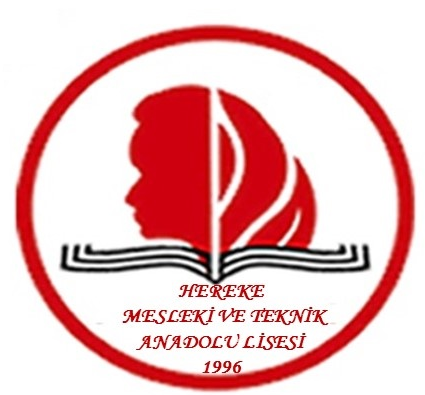 HEREKE
MESLEKİ VE TEKNİK
ANADOLU LİSESİ
1996